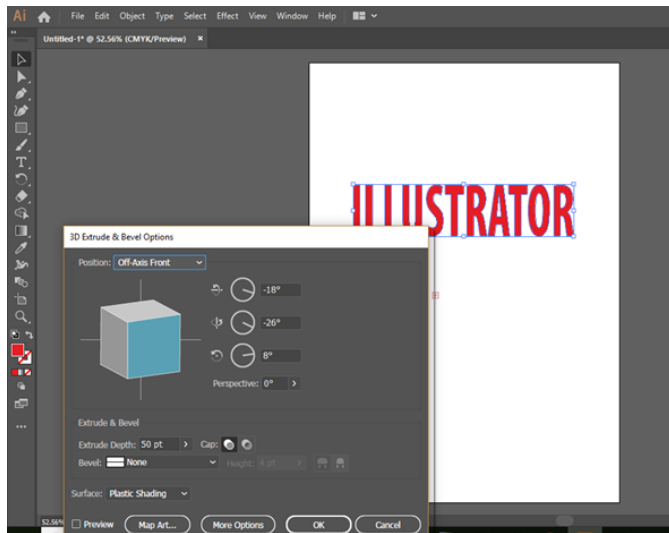 Ai File Edit Object Type Select Effect View Window Help
Untitled-1* @ 52.56% (CMYK/Preview) ×
ILLUSTRATOR
3D Extrude & Bevel Options
Position: Off-Axis Front
-18°
-26°
8°
Perspective: 0°
Extrude & Bevel
Extrude Depth: 50 pt Cap:
Bevel: None Height: 4 pt
Surface: Plastic Shading
52.56%
Preview Map Art... More Options OK Cancel